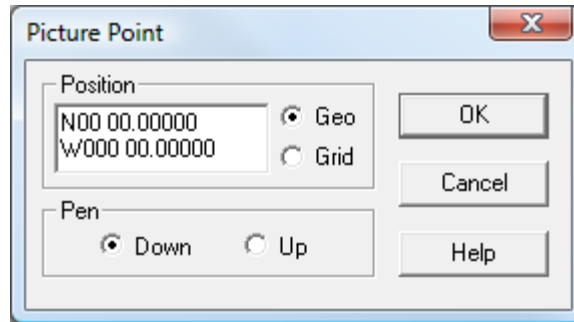 Picture Point
Position
N00 00.00000
W000 00.00000
Geo
Grid
OK
Cancel
Pen
Down
Up
Help